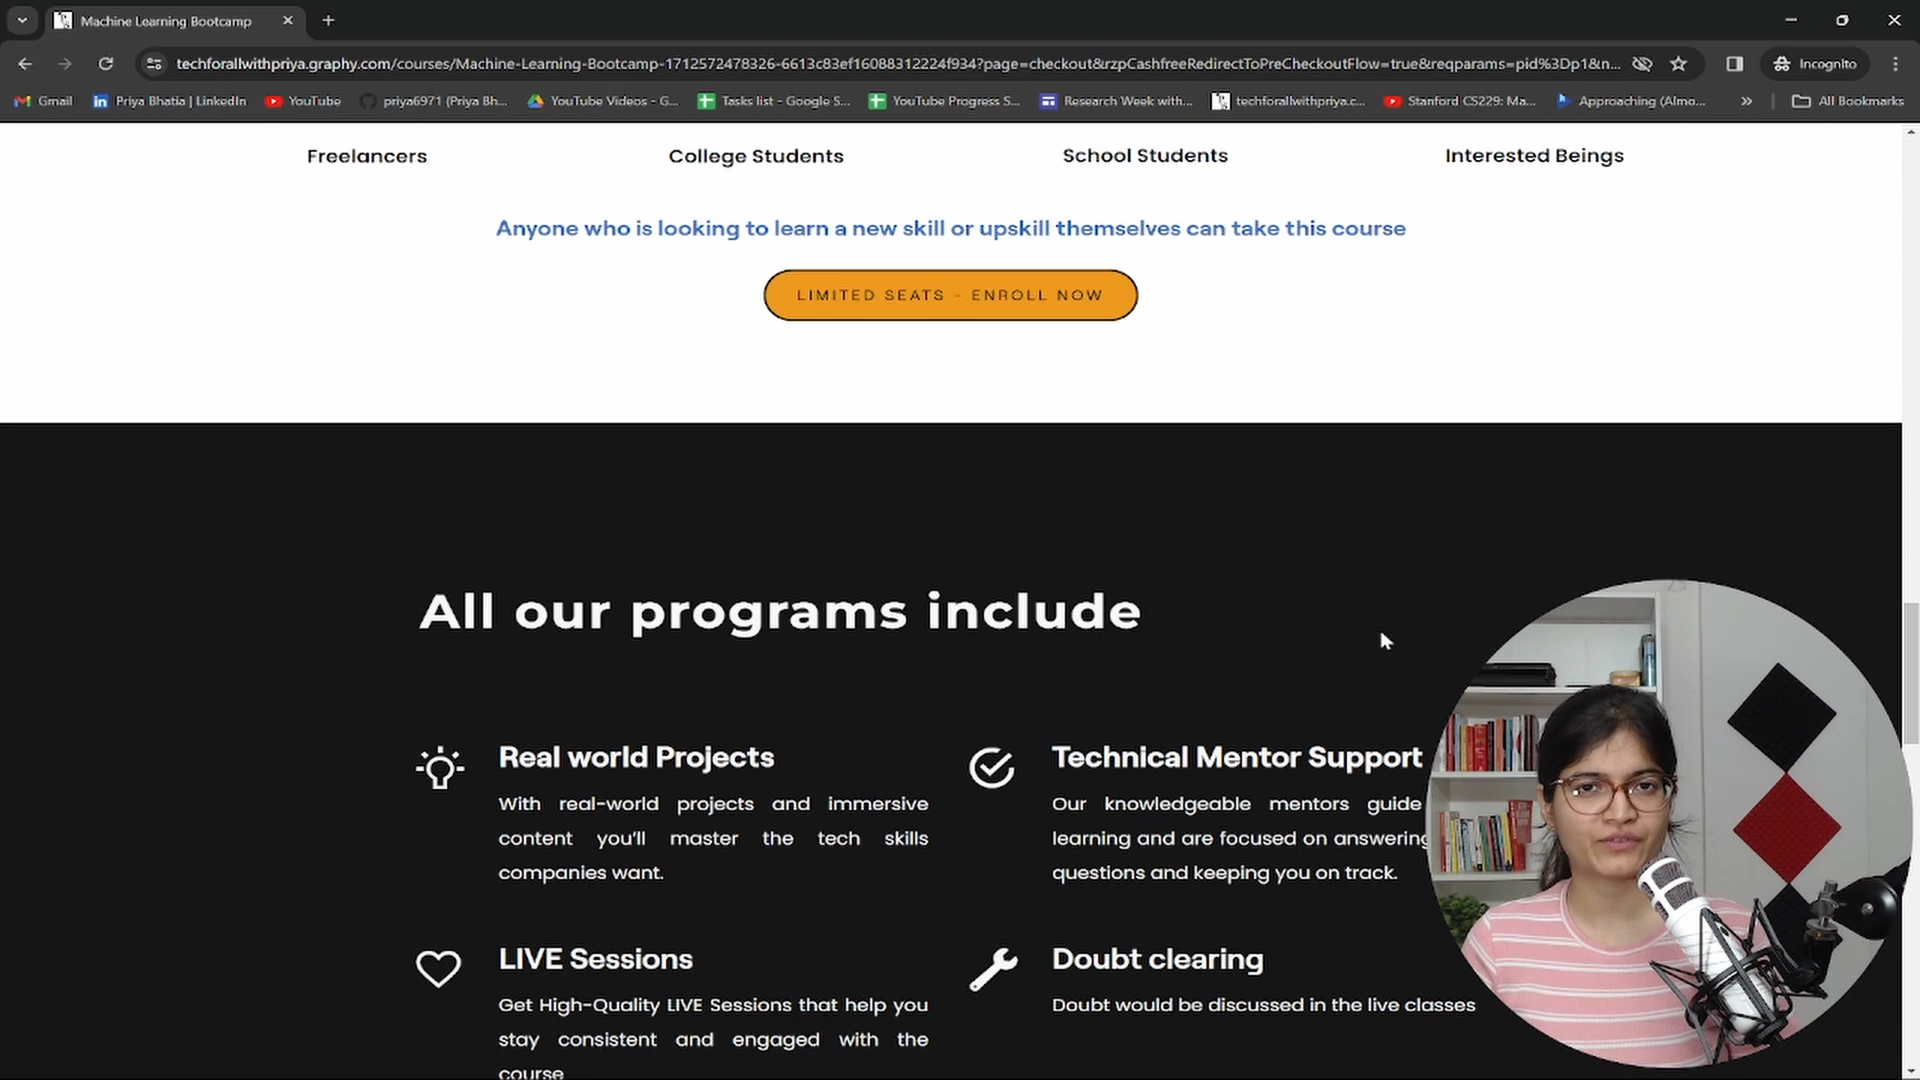 Machine Learning Bootcamp
techforallwithpriya.graphy.com/courses/Machine-Learning-Bootcamp-1712572478326-6613c83ef16088312224f934?page=checkout&rzpCashfreeRedirectToPreCheckoutFlow=true&reqparams=pid%3Dp1&n...
Incognito
Gmail
Priya Bhatia | LinkedIn
YouTube
priya6971 (Priya Bh...
YouTube Videos - G...
Tasks list - Google S...
YouTube Progress S...
Research Week with...
techforallwithpriya.c...
Stanford CS229: Ma...
Approaching (Almo...
All Bookmarks
Freelancers
College Students
School Students
Interested Beings
Anyone who is looking to learn a new skill or upskill themselves can take this course
LIMITED SEATS - ENROLL NOW
All our programs include
Real world Projects
With real-world projects and immersive
content you'll master the tech skills
companies want.
Technical Mentor Support
Our knowledgeable mentors guide
learning and are focused on answering
questions and keeping you on track.
LIVE Sessions
Get High-Quality LIVE Sessions that help you
stay consistent and engaged with the
course
Doubt clearing
Doubt would be discussed in the live classes